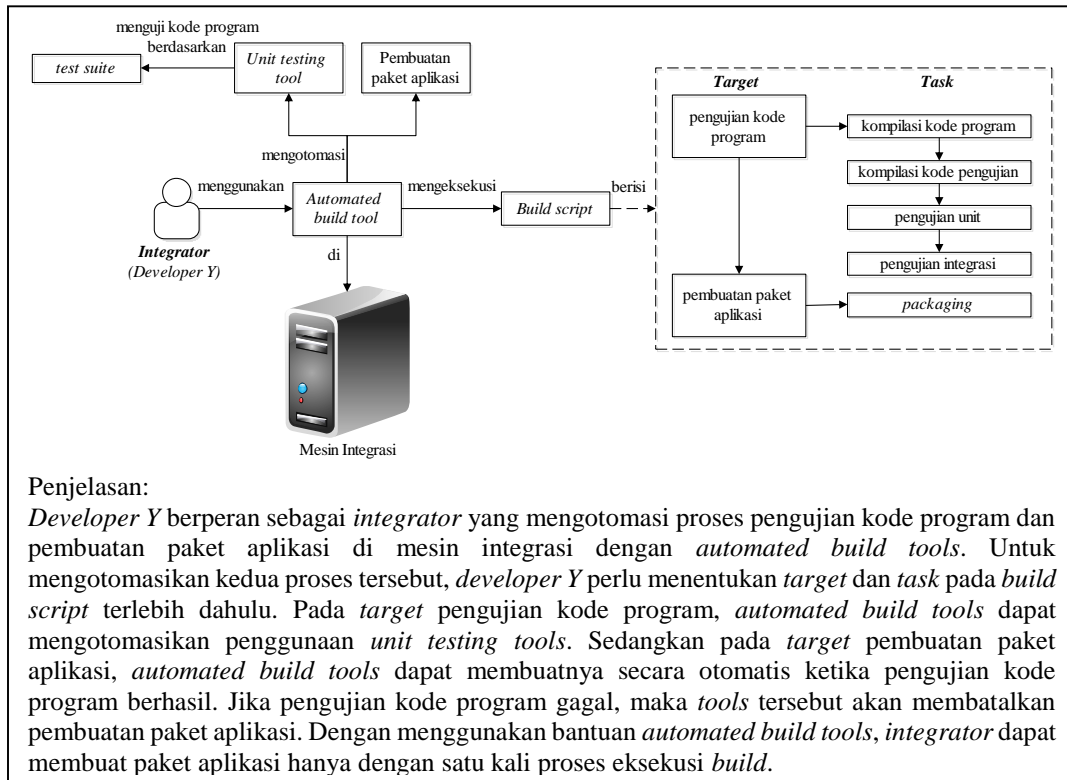 menguji kode program
berdasarkan
test suite
Unit testing
tool
Pembuatan
paket aplikasi
mengotomasi
menggunakan
Automated
build tool
mengeksekusi
Build script
berisi
Integrator
(Developer Y)
di
Mesin Integrasi
Target
Task
pengujian kode
program
kompilasi kode program
kompilasi kode pengujian
pengujian unit
pengujian integrasi
pembuatan paket
aplikasi
packaging
Penjelasan:
Developer Y berperan sebagai integrator yang mengotomasi proses pengujian kode program dan
pembuatan paket aplikasi di mesin integrasi dengan automated build tools. Untuk
mengotomasikan kedua proses tersebut, developer Y perlu menentukan target dan task pada build
script terlebih dahulu. Pada target pengujian kode program, automated build tools dapat
mengotomasikan penggunaan unit testing tools. Sedangkan pada target pembuatan paket
aplikasi, automated build tools dapat membuatnya secara otomatis ketika pengujian kode
program berhasil. Jika pengujian kode program gagal, maka tools tersebut akan membatalkan
pembuatan paket aplikasi. Dengan menggunakan bantuan automated build tools, integrator dapat
membuat paket aplikasi hanya dengan satu kali proses eksekusi build.